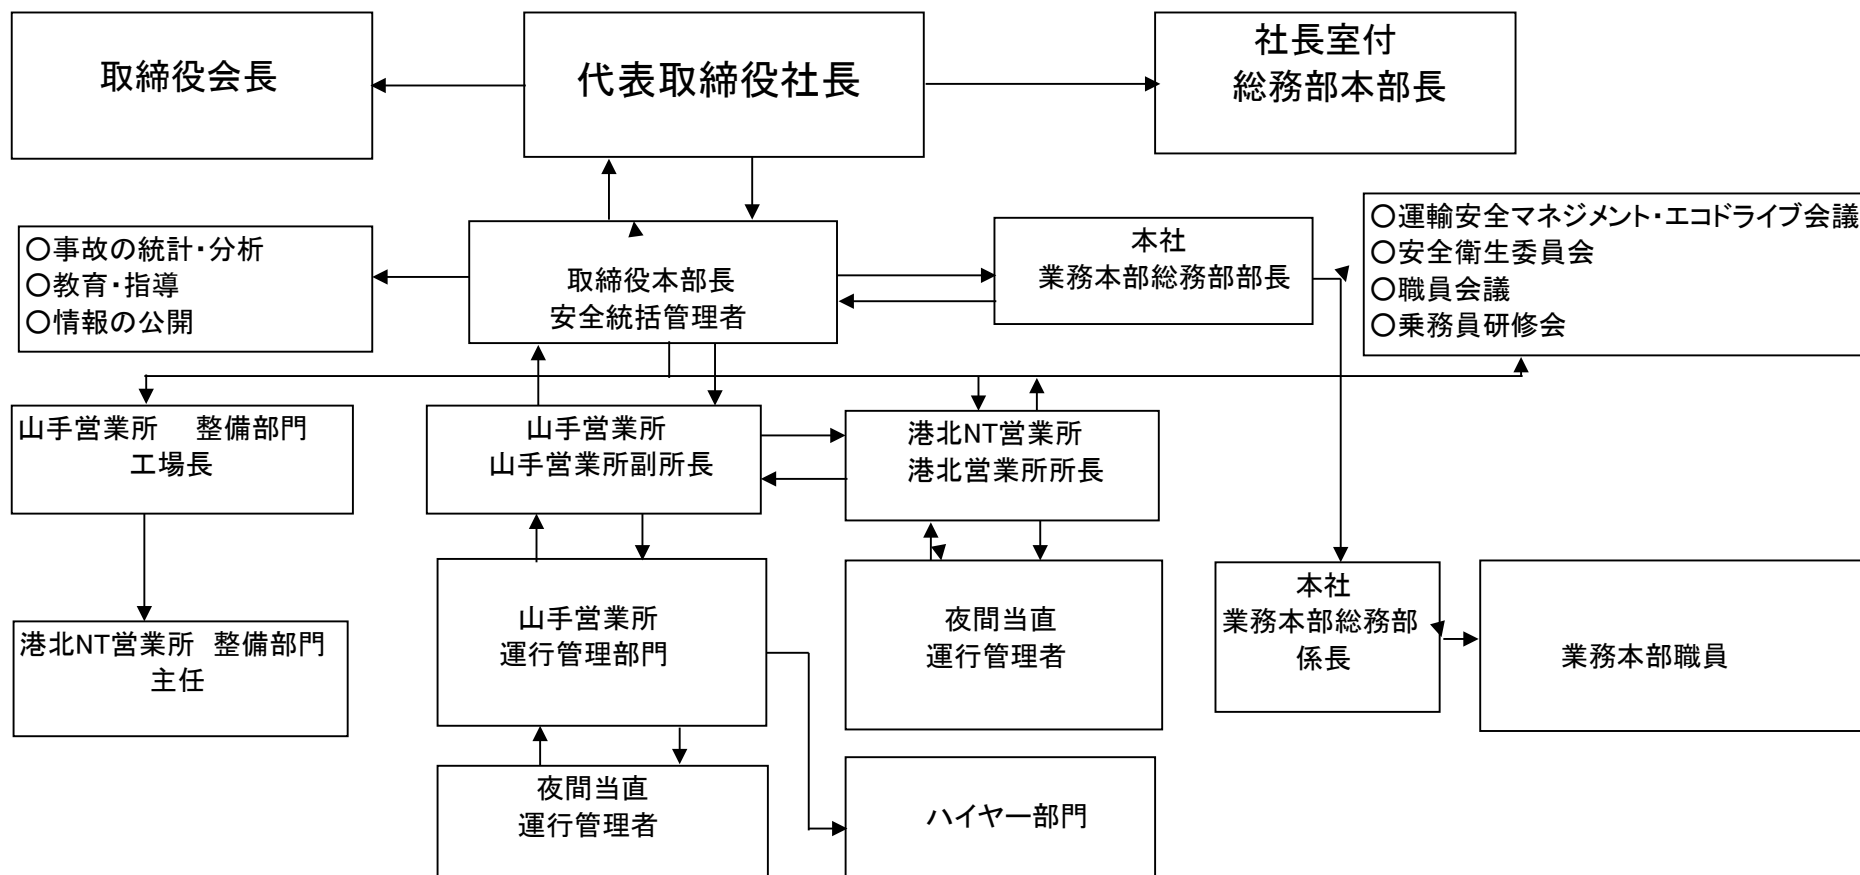 取締役会長
代表取締役社長
社長室付
総務部本部長
〇事故の統計・分析
〇教育・指導
〇情報の公開
取締役本部長
安全統括管理者
本社
業務本部総務部部長
〇運輸安全マネジメント・エコドライブ会議
〇安全衛生委員会
〇職員会議
〇乗務員研修会
山手営業所 整備部門
工場長
山手営業所
山手営業所副所長
港北NT営業所
港北営業所所長
港北NT営業所 整備部門
主任
山手営業所
運行管理部門
夜間当直
運行管理者
本社
業務本部総務部
係長
業務本部職員
夜間当直
運行管理者
ハイヤー部門